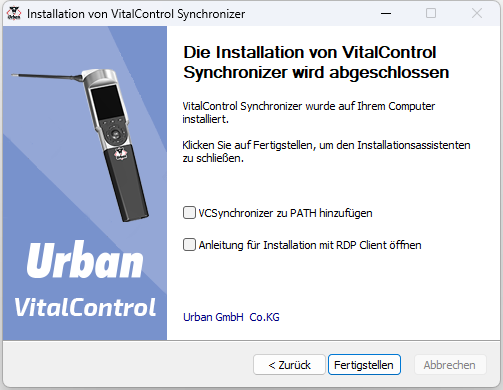 Installation von VitalControl Synchronizer
Die Installation von VitalControl
Synchronizer wird abgeschlossen
VitalControl Synchronizer wurde auf Ihrem Computer
installiert.
Klicken Sie auf Fertigstellen, um den Installationsassistenten
zu schließen.
VCSynchronizer zu PATH hinzufügen
Anleitung für Installation mit RDP Client öffnen
Urban
VitalControl
Urban GmbH Co.KG
< Zurück
Fertigstellen
Abbrechen